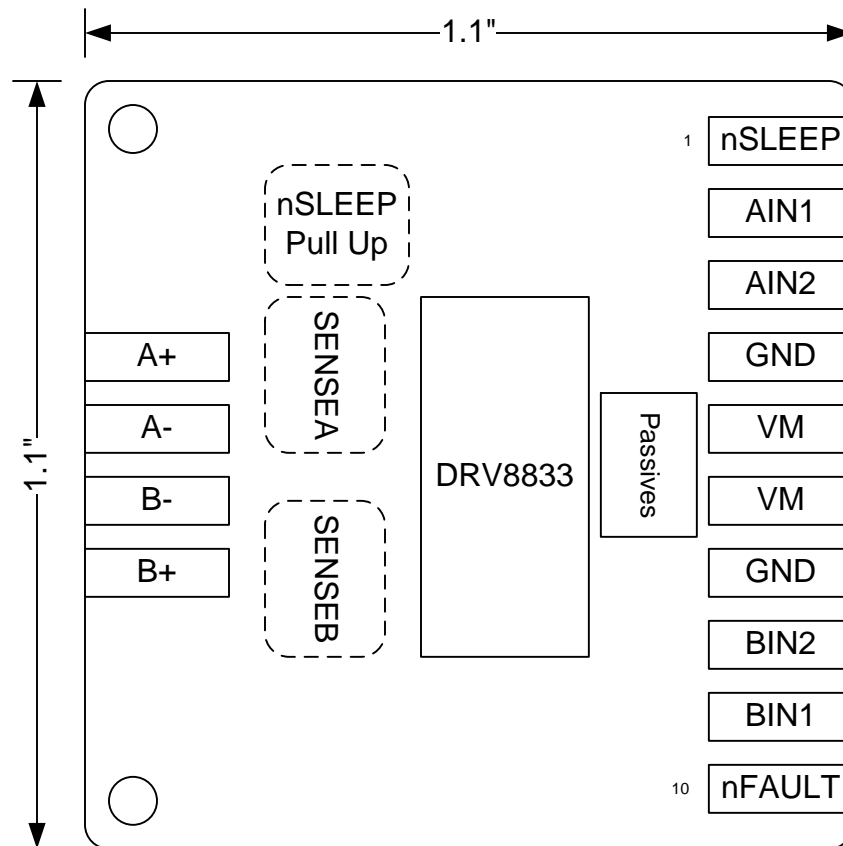 1.1"
1
nSLEEP
AIN1
AIN2
GND
VM
VM
GND
BIN2
BIN1
10
nFAULT
nSLEEP
Pull Up
SENSEA
SENSEB
A+
A-
B-
B+
DRV8833
Passives
1.1"